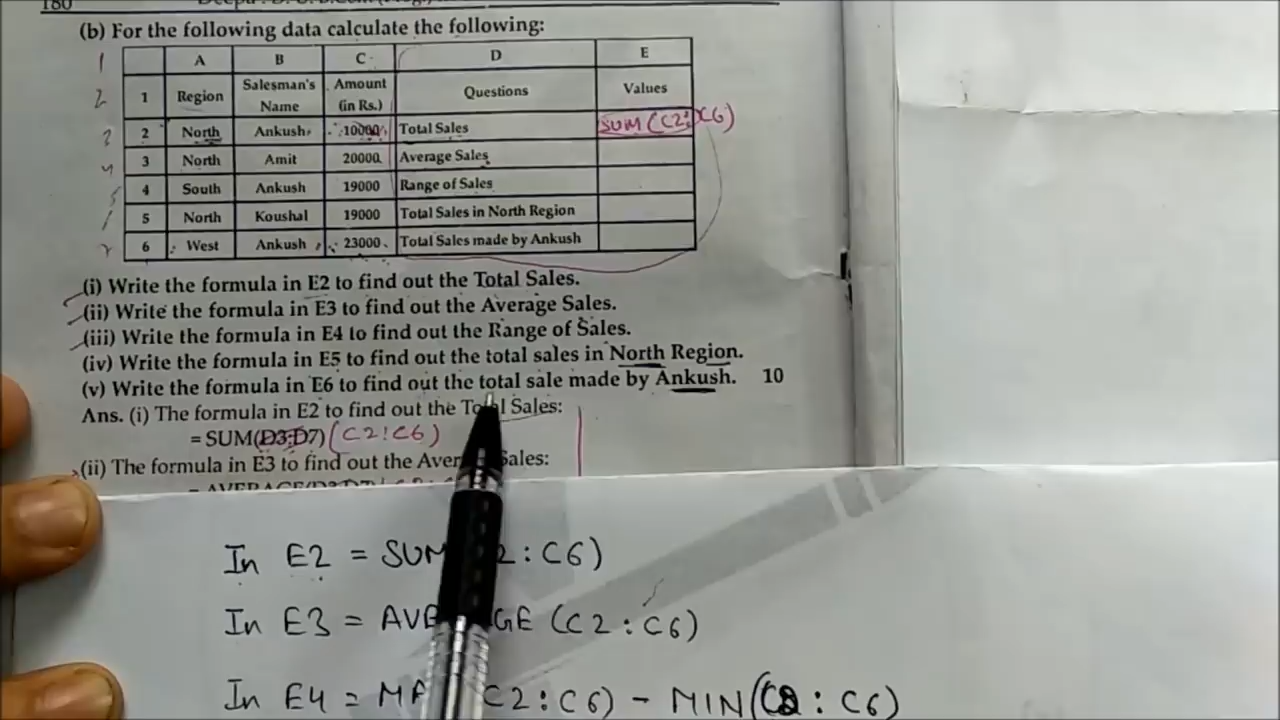 180
(b) For the following data calculate the following:
A B C D E
1 Region Salesman's Name Amount (in Rs.) Questions Values
2 North Ankush 10000 Total Sales SUM (C2:C6)
3 North Amit 20000 Average Sales
4 South Ankush 19000 Range of Sales
5 North Koushal 19000 Total Sales in North Region
6 West Ankush 23000 Total Sales made by Ankush
(i) Write the formula in E2 to find out the Total Sales.
(ii) Write the formula in E3 to find out the Average Sales.
(iii) Write the formula in E4 to find out the Range of Sales.
(iv) Write the formula in E5 to find out the total sales in North Region.
(v) Write the formula in E6 to find out the total sale made by Ankush. 10
Ans. (i) The formula in E2 to find out the Total Sales:
= SUM(D3:D7) (C2:C6)
(ii) The formula in E3 to find out the Aver Sales:
In E2 = SUM 2 : C6)
In E3 = AVE GE (C2 : C6)
In E4 = MA C2 : C6) - MIN( : C6)